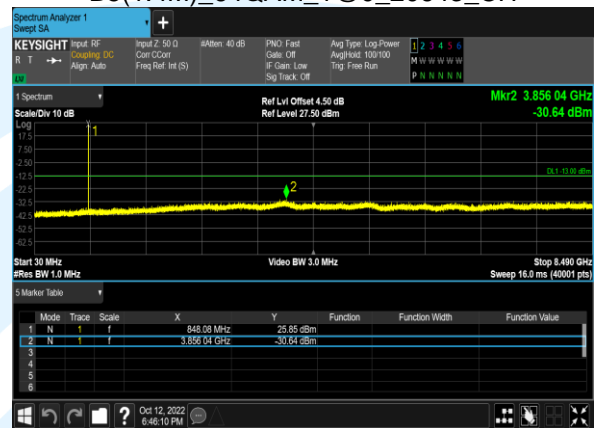 Spectrum Analyzer 1
Swept SA
KEYSIGHT Input: RF Input Z: 50 Ω #Atten: 40 dB PNO: Fast Avg Type: Log-Power 1 2 3 4 5 6
R T Coupling: DC Corr CCorr Gate: Off Avg|Hold: 100/100 M W W W W W
Align: Auto Freq Ref: Int (S) IF Gain: Low Trig: Free Run
Sig Track: Off P N N N N N
LW
1 Spectrum Ref Lvl Offset 4.50 dB Mkr2 3.856 04 GHz
Scale/Div 10 dB Ref Level 27.50 dBm -30.64 dBm
Log
17.5 1
7.50
-2.50
-12.5 DL1 -13.00 dBm
-22.5 2
-32.5
-42.5
-52.5
-62.5
Start 30 MHz Video BW 3.0 MHz Stop 8.490 GHz
#Res BW 1.0 MHz Sweep 16.0 ms (40001 pts)
5 Marker Table
Mode Trace Scale X Y Function Function Width Function Value
1 N 1 f 848.08 MHz 25.85 dBm
2 N 1 f 3.856 04 GHz -30.64 dBm
3
4
5
6
? Oct 12, 2022
6:46:10 PM